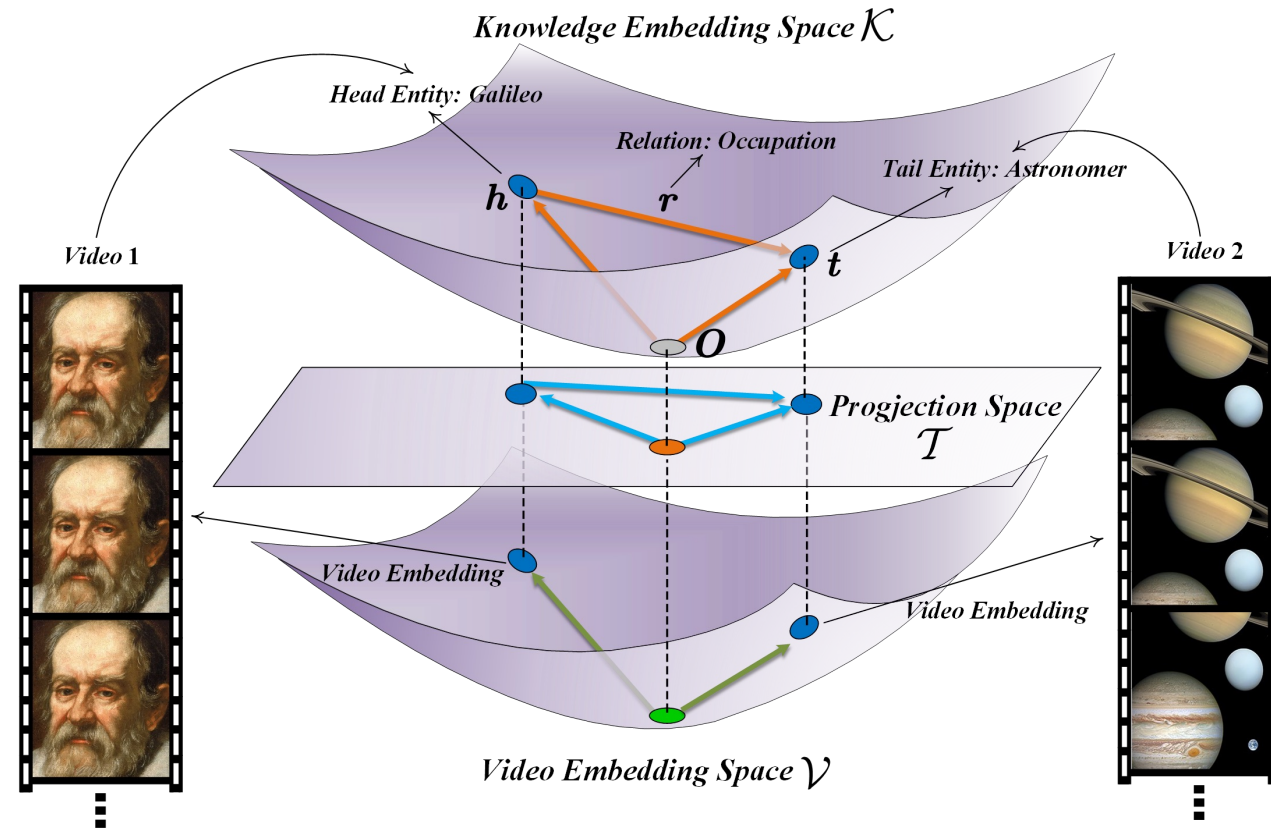 Knowledge Embedding Space K
Head Entity: Galileo
Relation: Occupation
Tail Entity: Astronomer
h
r
t
Video 1
Video 2
O
Progjection Space
T
Video Embedding
Video Embedding
Video Embedding Space V